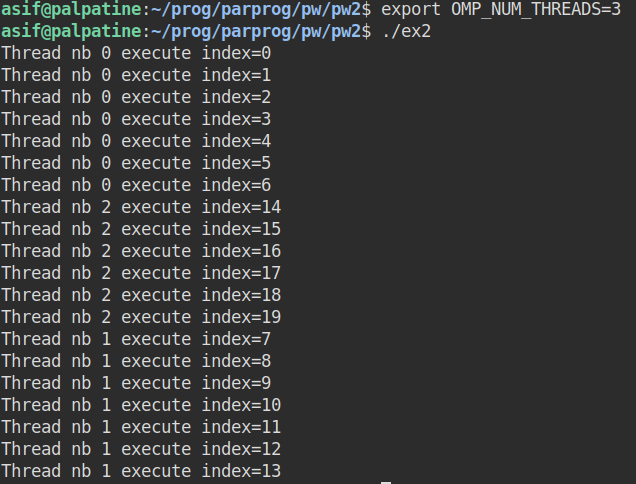 asif@palpatine:~/prog/parprog/pw/pw2$ export OMP_NUM_THREADS=3
asif@palpatine:~/prog/parprog/pw/pw2$ ./ex2
Thread nb 0 execute index=0
Thread nb 0 execute index=1
Thread nb 0 execute index=2
Thread nb 0 execute index=3
Thread nb 0 execute index=4
Thread nb 0 execute index=5
Thread nb 0 execute index=6
Thread nb 2 execute index=14
Thread nb 2 execute index=15
Thread nb 2 execute index=16
Thread nb 2 execute index=17
Thread nb 2 execute index=18
Thread nb 2 execute index=19
Thread nb 1 execute index=7
Thread nb 1 execute index=8
Thread nb 1 execute index=9
Thread nb 1 execute index=10
Thread nb 1 execute index=11
Thread nb 1 execute index=12
Thread nb 1 execute index=13